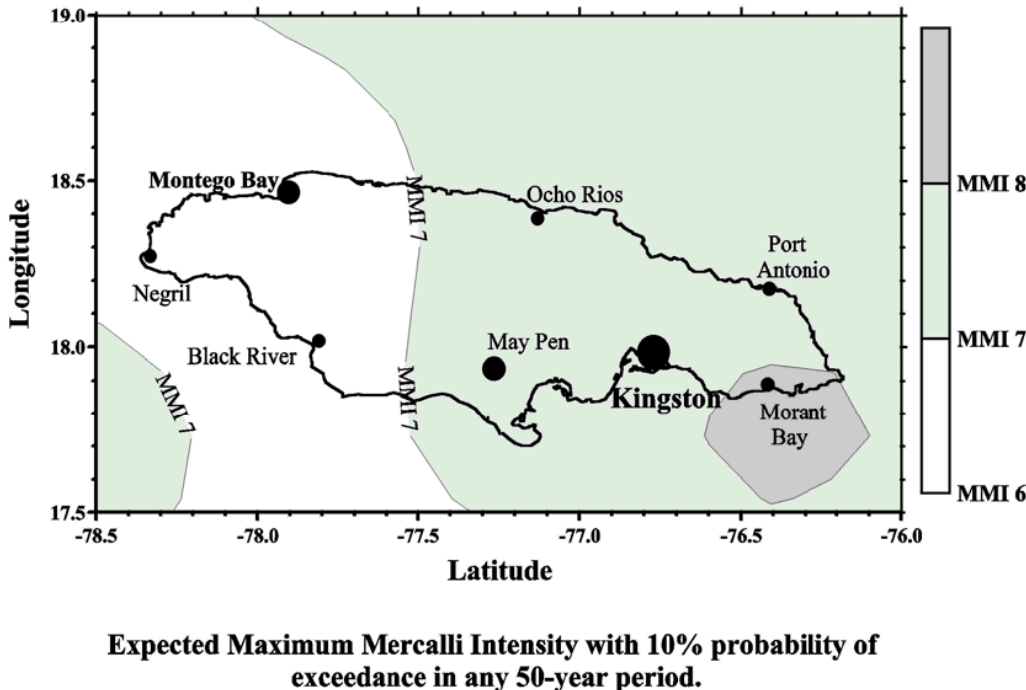 19.0
Montego Bay
18.5
Ocho Rios
MMI 7
MMI 8
Port
Antonio
Longitude
Negril
18.0
May Pen
Black River
MMI 7
MMI 7
Kingston
Morant
Bay
MMI 7
MMI 6
17.5
-78.5
-78.0
-77.5
-77.0
-76.5
-76.0
Latitude
Expected Maximum Mercalli Intensity with 10% probability of
exceedance in any 50-year period.